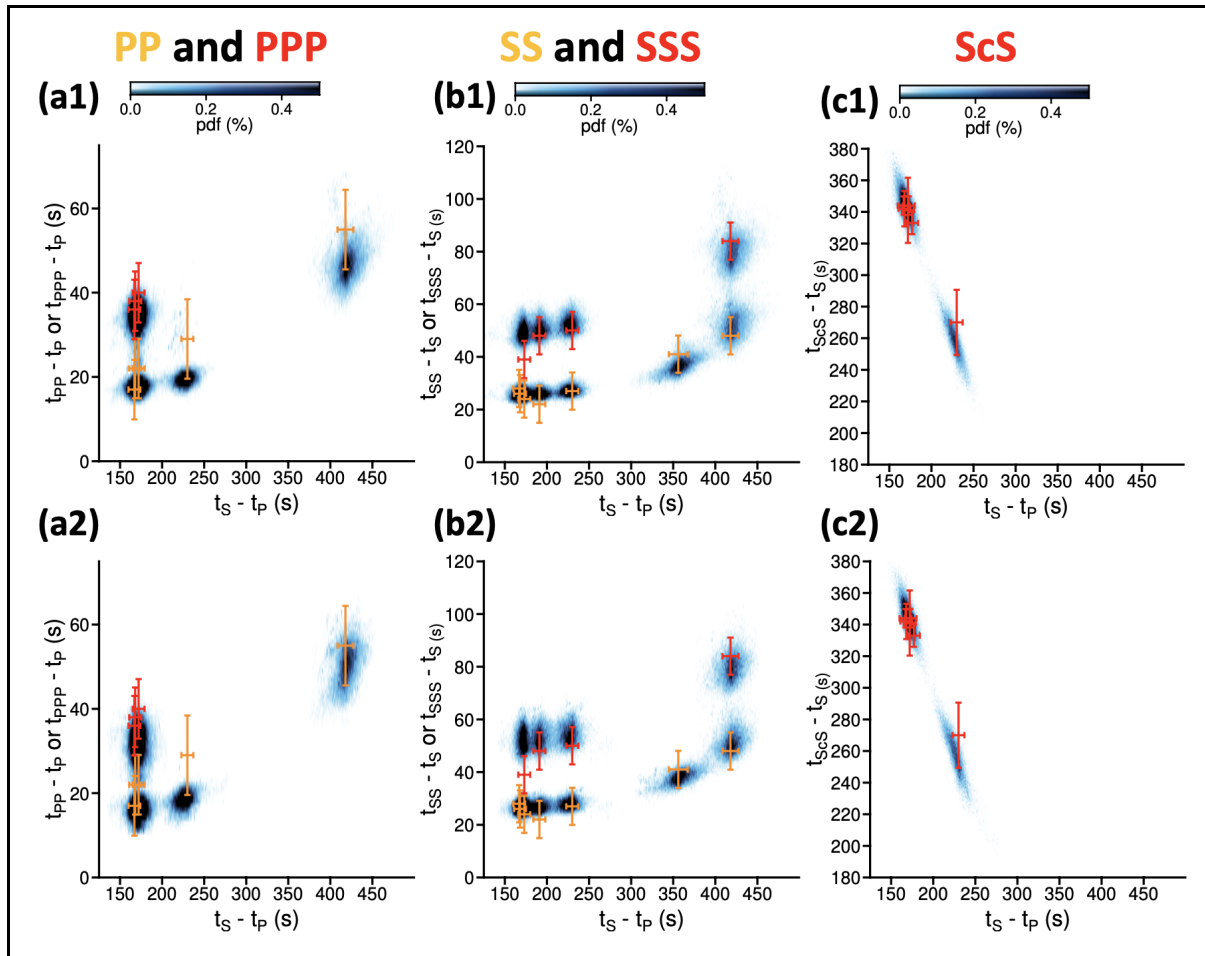 PP and PPP
SS and SSS
ScS
(a1)
0.0 0.2 0.4
pdf (%)
(b1)
0.0 0.2 0.4
pdf (%)
(c1)
0.0 0.2 0.4
pdf (%)
tPP - tP or tPPP - tP (s)
60
40
20
0
150 200 250 300 350 400 450
tS - tP (s)
tSS - tS or tSSS - tS (s)
120
100
80
60
40
20
0
150 200 250 300 350 400 450
tS - tP (s)
tScS - tS (s)
380
360
340
320
300
280
260
240
220
200
180
150 200 250 300 350 400 450
tS - tP (s)
(a2)
(b2)
(c2)
tPP - tP or tPPP - tP (s)
60
40
20
0
150 200 250 300 350 400 450
tS - tP (s)
tSS - tS or tSSS - tS (s)
120
100
80
60
40
20
0
150 200 250 300 350 400 450
tS - tP (s)
tScS - tS (s)
380
360
340
320
300
280
260
240
220
200
180
150 200 250 300 350 400 450
tS - tP (s)